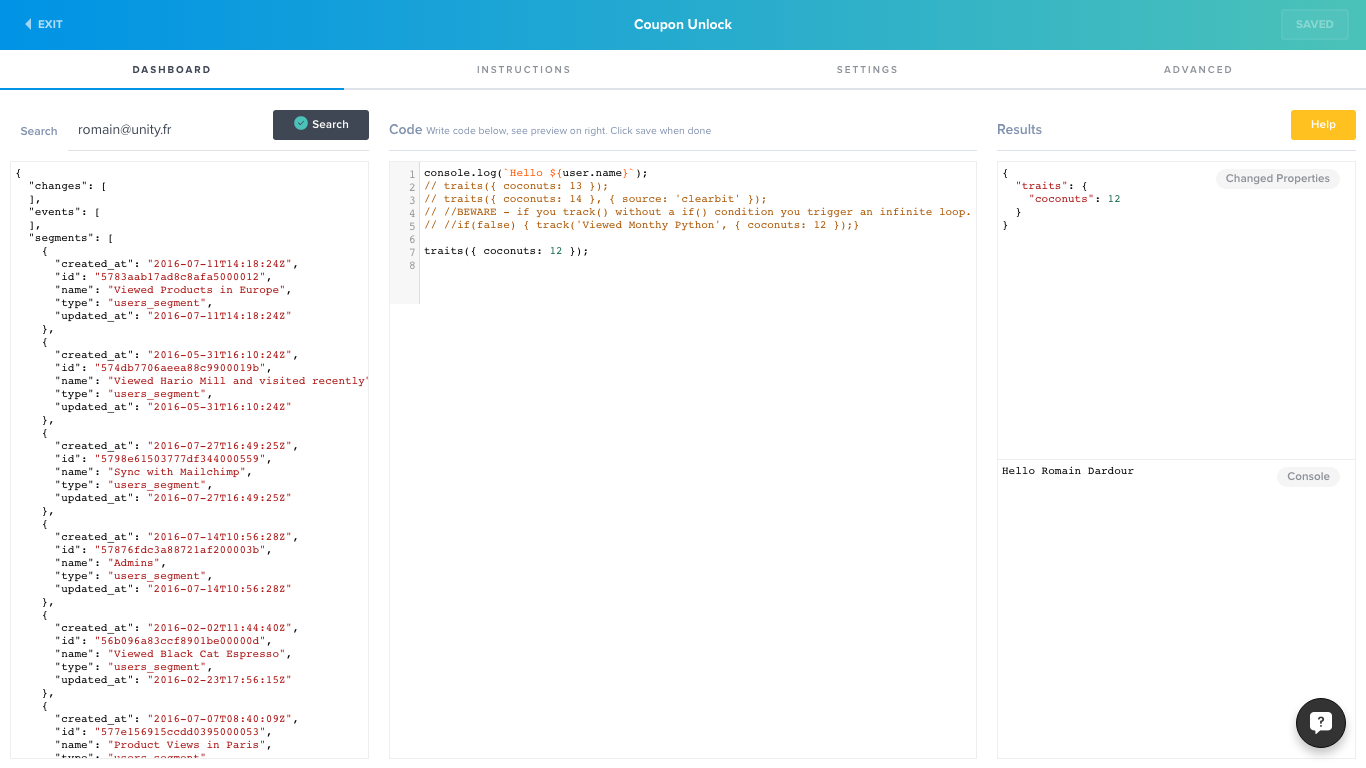 EXIT
Coupon Unlock
SAVED
DASHBOARD
INSTRUCTIONS
SETTINGS
ADVANCED
Search
romain@unity.fr
Search
{
"changes": [
],
"events": [
],
"segments": [
{
"created_at": "2016-07-11T14:18:24Z",
"id": "5783aab17ad8c8afa5000012",
"name": "Viewed Products in Europe",
"type": "users_segment",
"updated_at": "2016-07-11T14:18:24Z"
},
{
"created_at": "2016-05-31T16:10:24Z",
"id": "574db7706aeea88c9900019b",
"name": "Viewed Hario Mill and visited recently"
"type": "users_segment",
"updated_at": "2016-05-31T16:10:24Z"
},
{
"created_at": "2016-07-27T16:49:25Z",
"id": "5798e61503777df344000559",
"name": "Sync with Mailchimp",
"type": "users_segment",
"updated_at": "2016-07-27T16:49:25Z"
},
{
"created_at": "2016-07-14T10:56:28Z",
"id": "57876fdc3a88721af200003b",
"name": "Admins",
"type": "users_segment",
"updated_at": "2016-07-14T10:56:28Z"
},
{
"created_at": "2016-02-02T11:44:40Z",
"id": "56b096a83ccf8901be00000d",
"name": "Viewed Black Cat Espresso",
"type": "users_segment",
"updated_at": "2016-02-23T17:56:15Z"
},
{
"created_at": "2016-07-07T08:40:09Z",
"id": "577e156915ccdd0395000053",
"name": "Product Views in Paris",
"type": "users_segment",
Code Write code below, see preview on right. Click save when done
1 console.log(`Hello ${user.name}`);
2 // traits({ coconuts: 13 });
3 // traits({ coconuts: 14 }, { source: 'clearbit' });
4 // //BEWARE - if you track() without a if() condition you trigger an infinite loop.
5 // //if(false) { track('Viewed Monthy Python', { coconuts: 12 });}
6
7 traits({ coconuts: 12 });
8
Results
Help
Changed Properties
{
"traits": {
"coconuts": 12
}
}
Hello Romain Dardour
Console
?